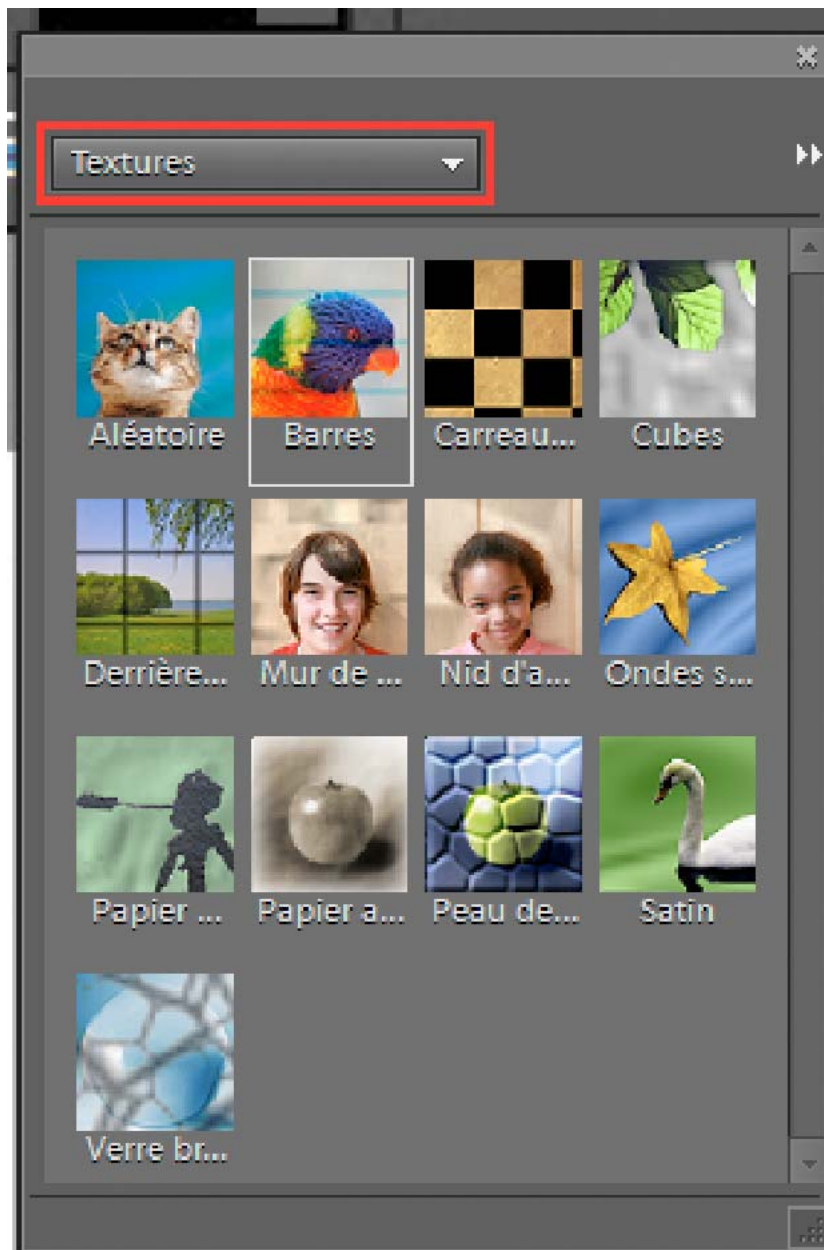 Textures
Aléatoire Barres Carreau... Cubes
Derrière... Mur de ... Nid d'a... Ondes s...
Papier ... Papier a... Peau de... Satin
Verre br...